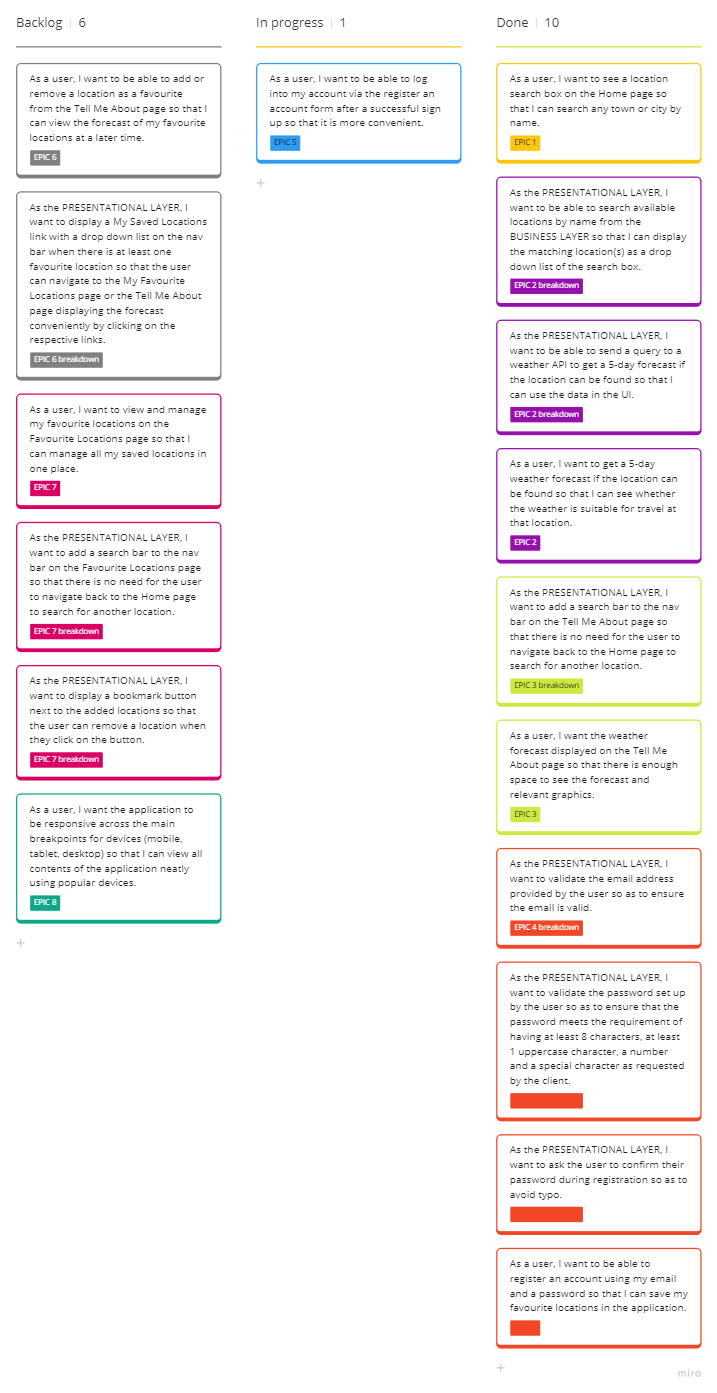 Backlog 6
As a user, I want to be able to add or
remove a location as a favourite
from the Tell Me About page so that I
can view the forecast of my favourite
locations at a later time.
EPIC 6
As the PRESENTATIONAL LAYER, I
want to display a My Saved Locations
link with a drop down list on the nav
bar when there is at least one
favourite location so that the user
can navigate to the My Favourite
Locations page or the Tell Me About
page displaying the forecast
conveniently by clicking on the
respective links.
EPIC 6 breakdown
As a user, I want to view and manage
my favourite locations on the
Favourite Locations page so that I
can manage all my saved locations in
one place.
EPIC 7
As the PRESENTATIONAL LAYER, I
want to add a search bar to the nav
bar on the Favourite Locations page
so that there is no need for the user
to navigate back to the Home page
to search for another location.
EPIC 7 breakdown
As the PRESENTATIONAL LAYER, I
want to display a bookmark button
next to the added locations so that
the user can remove a location when
they click on the button.
EPIC 7 breakdown
As a user, I want the application to
be responsive across the main
breakpoints for devices (mobile,
tablet, desktop) so that I can view all
contents of the application neatly
using popular devices.
EPIC 8
+
In progress 1
As a user, I want to be able to log
into my account via the register an
account form after a successful sign
up so that it is more convenient.
EPIC 5
+
Done 10
As a user, I want to see a location
search box on the Home page so
that I can search any town or city by
name.
EPIC 1
As the PRESENTATIONAL LAYER, I
want to be able to search available
locations by name from the
BUSINESS LAYER so that I can display
the matching location(s) as a drop
down list of the search box.
EPIC 2 breakdown
As the PRESENTATIONAL LAYER, I
want to be able to send a query to a
weather API to get a 5-day forecast if
the location can be found so that I
can use the data in the UI.
EPIC 2 breakdown
As a user, I want to get a 5-day
weather forecast if the location can
be found so that I can see whether
the weather is suitable for travel at
that location.
EPIC 2
As the PRESENTATIONAL LAYER, I
want to add a search bar to the nav
bar on the Tell Me About page so
that there is no need for the user to
navigate back to the Home page to
search for another location.
EPIC 3 breakdown
As a user, I want the weather
forecast displayed on the Tell Me
About page so that there is enough
space to see the forecast and
relevant graphics.
EPIC 3
As the PRESENTATIONAL LAYER, I
want to validate the email address
provided by the user so as to ensure
the email is valid.
EPIC 4 breakdown
As the PRESENTATIONAL LAYER, I
want to validate the password set up
by the user so as to ensure that the
password meets the requirement of
having at least 8 characters, at least
1 uppercase character, a number
and a special character as requested
by the client.
As the PRESENTATIONAL LAYER, I
want to ask the user to confirm their
password during registration so as to
avoid typo.
As a user, I want to be able to
register an account using my email
and a password so that I can save my
favourite locations in the application.
+
miro